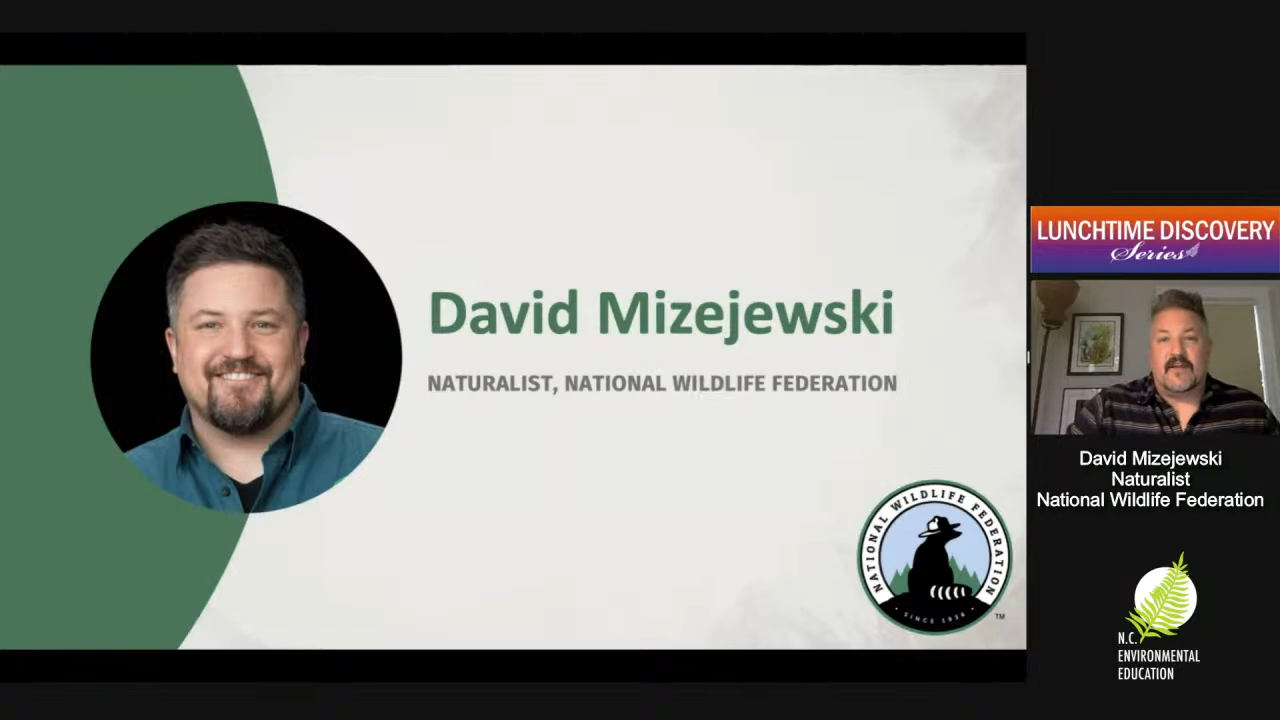 David Mizejewski
NATURALIST, NATIONAL WILDLIFE FEDERATION
NATIONAL WILDLIFE FEDERATION
SINCE 1936
TM
LUNCHTIME DISCOVERY
Series
David Mizejewski
Naturalist
National Wildlife Federation
N.C.
ENVIRONMENTAL
EDUCATION